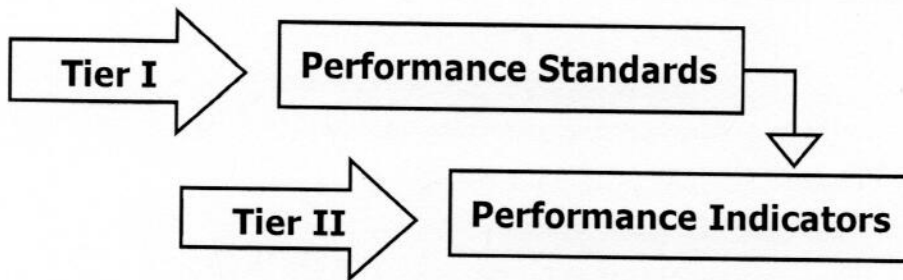 Tier I
Performance Standards
Tier II
Performance Indicators